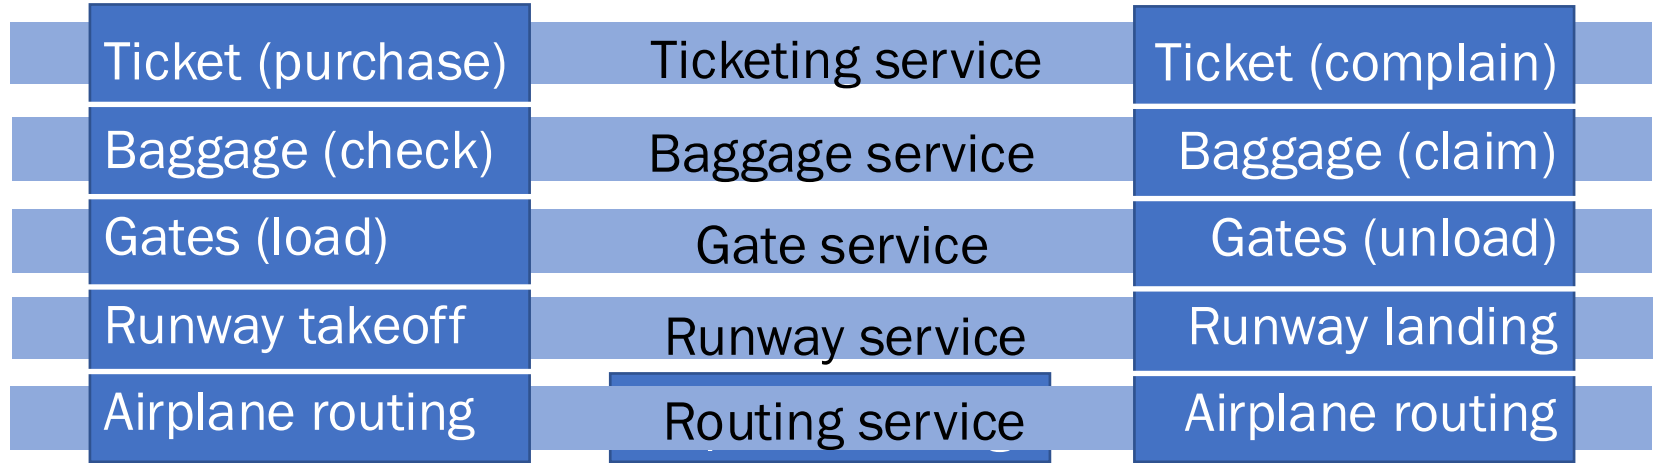 Ticket (purchase) Ticketing service Ticket (complain)
Baggage (check) Baggage service Baggage (claim)
Gates (load) Gate service Gates (unload)
Runway takeoff Runway service Runway landing
Airplane routing Routing service Airplane routing